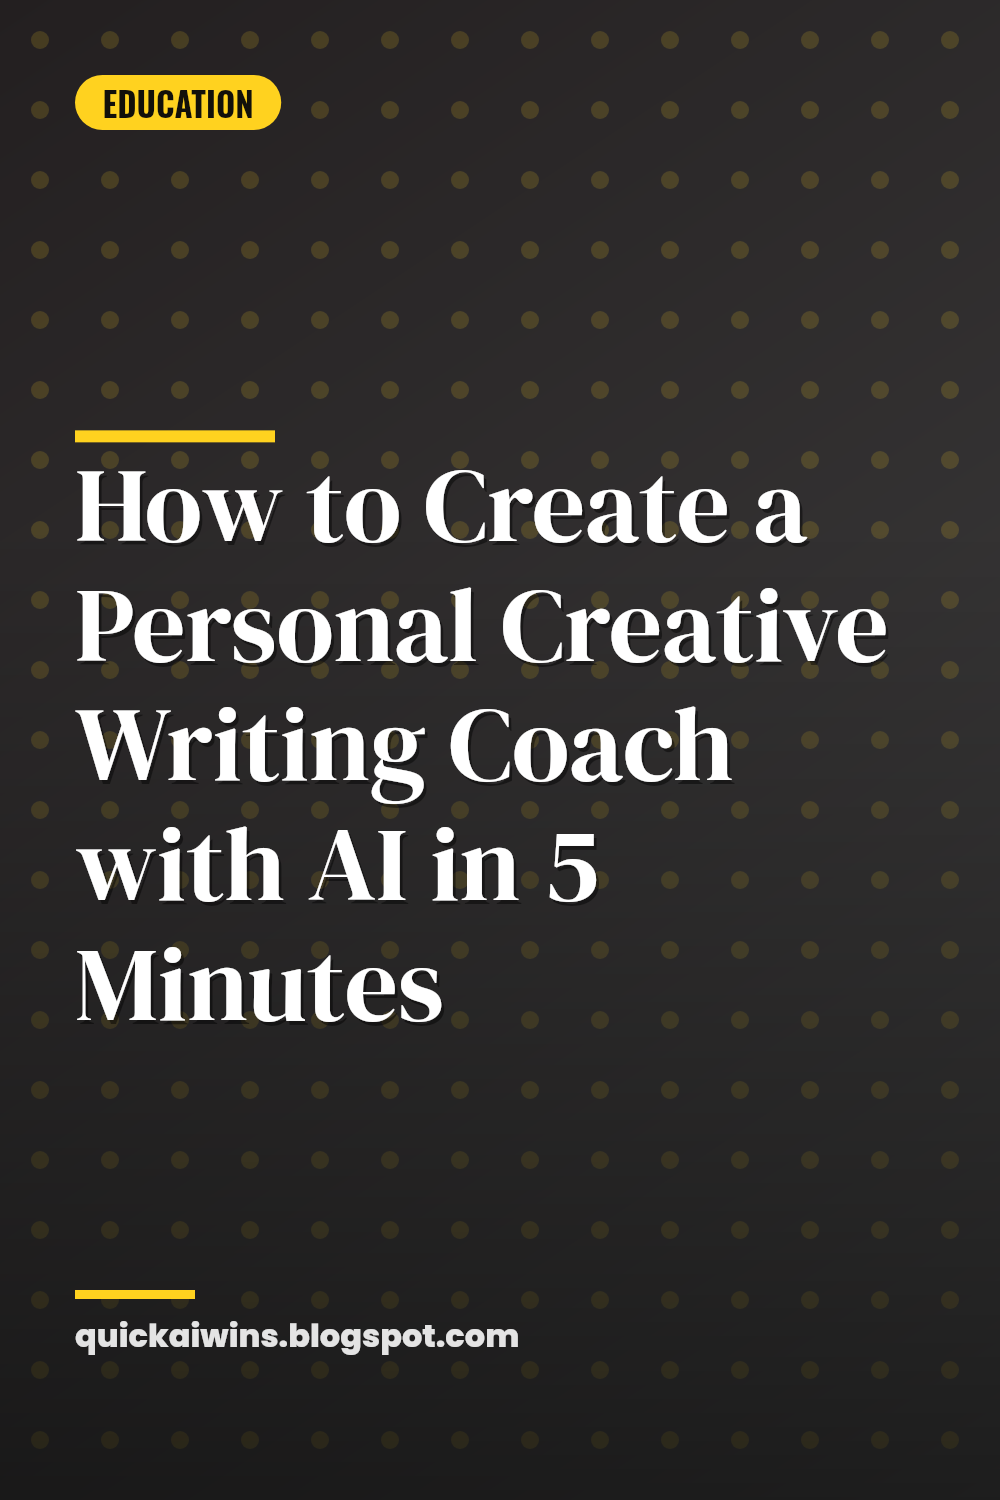 EDUCATION
How to Create a
Personal Creative
Writing Coach
with AI in 5
Minutes
quickaiwins.blogspot.com